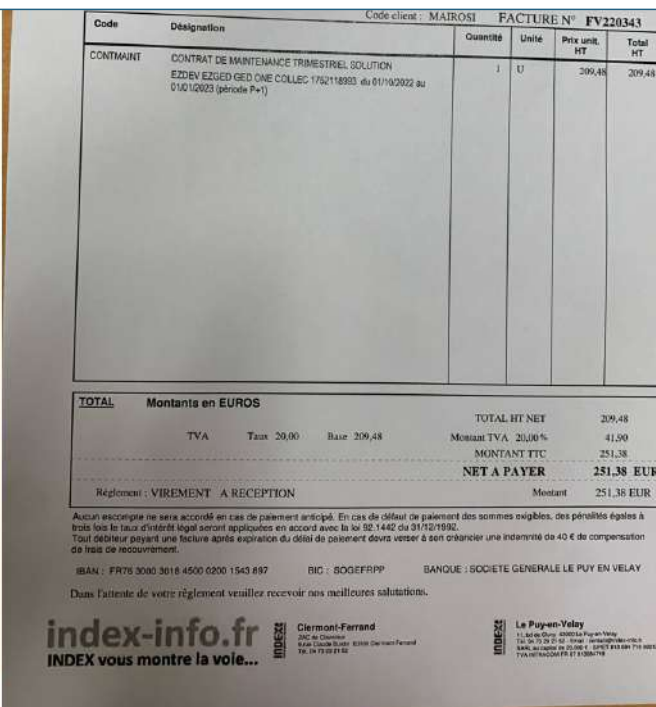 Code client : MAIROSI FACTURE N° FV220343
Code Désignation Quantité Unité Prix unit. HT Total HT
CONTMAINT CONTRAT DE MAINTENANCE TRIMESTRIEL SOLUTION 1 U 209,48 209,48
EZDEV EZGED GED ONE COLLEC 1792118993 du 01/10/2022 au
01/01/2023 (période P+1)
TOTAL Montants en EUROS
TOTAL HT NET 209,48
TVA Taux 20,00 Base 209,48 Montant TVA 20,00 % 41,90
MONTANT TTC 251,38
NET A PAYER 251,38 EUR
Réglement : VIREMENT A RECEPTION Montant 251,38 EUR
Aucun escompte ne sera accordé en cas de paiement anticipé. En cas de défaut de paiement des sommes exigibles, des pénalités égales à
trois fois le taux d'intérêt légal seront appliquées en accord avec la loi 92.1442 du 31/12/1992.
Tout débiteur payant une facture après expiration du délai de paiement devra verser à son créancier une indemnité de 40 € de compensation
de frais de recouvrement.
IBAN : FR76 3000 3018 4500 0200 1543 897 BIC : SOGEFRPP BANQUE : SOCIETE GENERALE LE PUY EN VELAY
Dans l'attente de votre règlement veuillez recevoir nos meilleures salutations.
index-info.fr
INDEX vous montre la voie...
INDEX
Clermont-Ferrand
INDEX
Le Puy-en-Velay